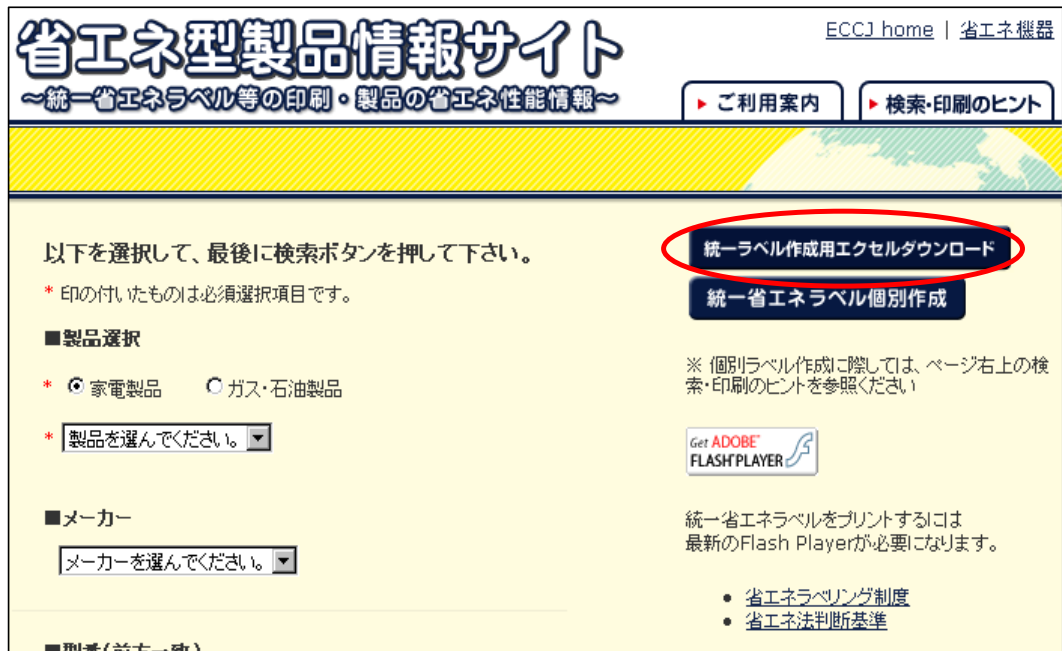 省エネ型製品情報サイト
～統一省エネラベル等の印刷・製品の省エネ性能情報～
ECCJ home | 省エネ機器
ご利用案内
検索・印刷のヒント
以下を選択して、最後に検索ボタンを押して下さい。
* 印の付いたものは必須選択項目です。
■製品選択
* 家電製品 ガス・石油製品
* 製品を選んでください。
■メーカー
メーカーを選んでください。
■型番(前方一致)
統一ラベル作成用エクセルダウンロード
統一省エネラベル個別作成
※ 個別ラベル作成に際しては、ページ右上の検
索・印刷のヒントを参照ください
Get ADOBE
FLASH PLAYER
統一省エネラベルをプリントするには
最新のFlash Playerが必要になります。
● 省エネラベリング制度
● 省エネ法判断基準